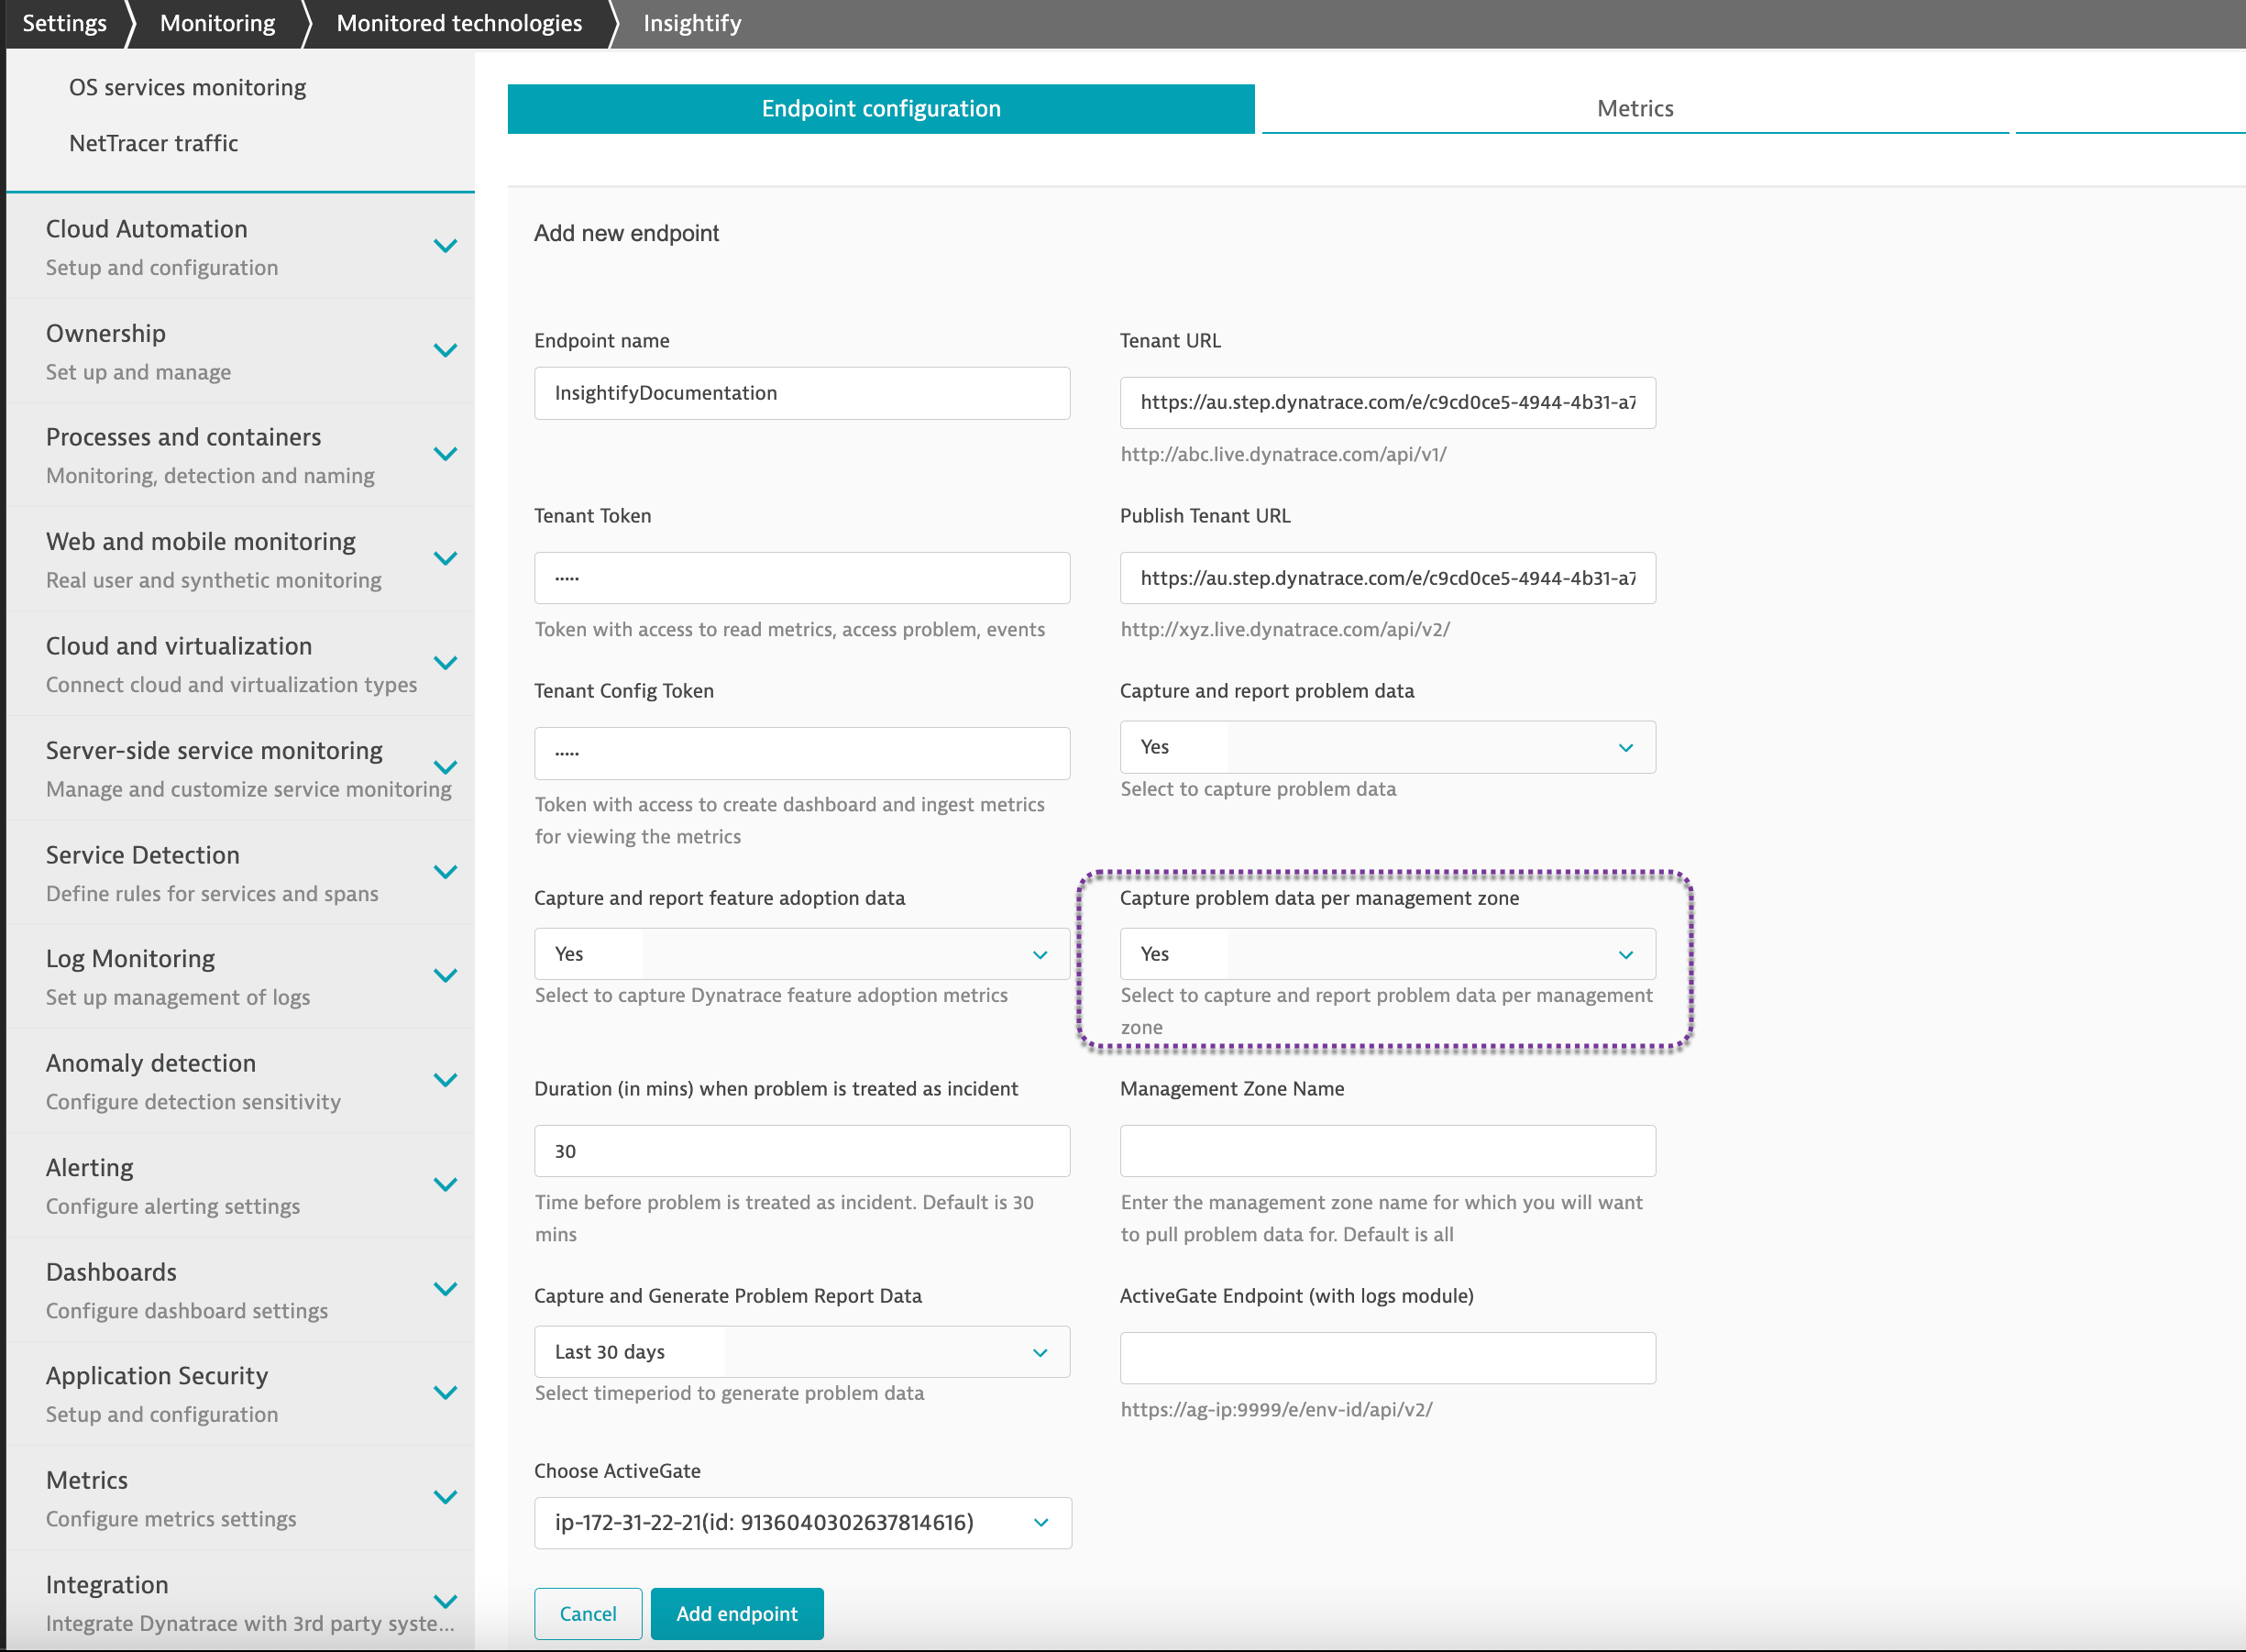 Settings
Monitoring
Monitored technologies
Insightify
OS services monitoring
NetTracer traffic
Cloud Automation
Setup and configuration
Ownership
Set up and manage
Processes and containers
Monitoring, detection and naming
Web and mobile monitoring
Real user and synthetic monitoring
Cloud and virtualization
Connect cloud and virtualization types
Server-side service monitoring
Manage and customize service monitoring
Service Detection
Define rules for services and spans
Log Monitoring
Set up management of logs
Anomaly detection
Configure detection sensitivity
Alerting
Configure alerting settings
Dashboards
Configure dashboard settings
Application Security
Setup and configuration
Metrics
Configure metrics settings
Integration
Integrate Dynatrace with 3rd party syste...
Endpoint configuration
Metrics
Add new endpoint
Endpoint name
InsightifyDocumentation
Tenant URL
https://au.step.dynatrace.com/e/c9cd0ce5-4944-4b31-a7
http://abc.live.dynatrace.com/api/v1/
Tenant Token
•••••
Token with access to read metrics, access problem, events
Publish Tenant URL
https://au.step.dynatrace.com/e/c9cd0ce5-4944-4b31-a7
http://xyz.live.dynatrace.com/api/v2/
Tenant Config Token
•••••
Token with access to create dashboard and ingest metrics
for viewing the metrics
Capture and report problem data
Yes
Select to capture problem data
Capture and report feature adoption data
Yes
Select to capture Dynatrace feature adoption metrics
Capture problem data per management zone
Yes
Select to capture and report problem data per management
zone
Duration (in mins) when problem is treated as incident
30
Time before problem is treated as incident. Default is 30
mins
Management Zone Name
Enter the management zone name for which you will want
to pull problem data for. Default is all
Capture and Generate Problem Report Data
Last 30 days
Select timeperiod to generate problem data
ActiveGate Endpoint (with logs module)
https://ag-ip:9999/e/env-id/api/v2/
Choose ActiveGate
ip-172-31-22-21(id: 9136040302637814616)
Cancel
Add endpoint